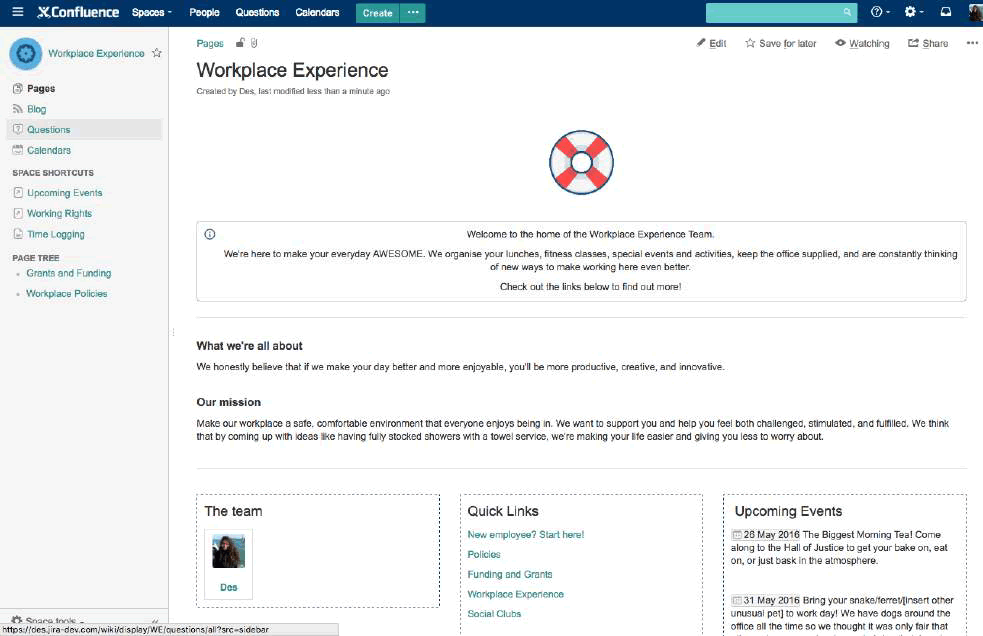 Confluence Spaces People Questions Calendars Create ···
Workplace Experience
Pages
Blog
Questions
Calendars
SPACE SHORTCUTS
Upcoming Events
Working Rights
Time Logging
PAGE TREE
Grants and Funding
Workplace Policies
Space tools
https://des.jira-dev.com/wiki/display/WE/questions/all?src=sidebar
Pages
Edit Save for later Watching Share
Workplace Experience
Created by Des, last modified less than a minute ago
Welcome to the home of the Workplace Experience Team.
We're here to make your everyday AWESOME. We organise your lunches, fitness classes, special events and activities, keep the office supplied, and are constantly thinking
of new ways to make working here even better.
Check out the links below to find out more!
What we're all about
We honestly believe that if we make your day better and more enjoyable, you'll be more productive, creative, and innovative.
Our mission
Make our workplace a safe, comfortable environment that everyone enjoys being in. We want to support you and help you feel both challenged, stimulated, and fulfilled. We think
that by coming up with ideas like having fully stocked showers with a towel service, we're making your life easier and giving you less to worry about.
The team
Des
Quick Links
New employee? Start here!
Policies
Funding and Grants
Workplace Experience
Social Clubs
Upcoming Events
26 May 2016 The Biggest Morning Tea! Come
along to the Hall of Justice to get your bake on, eat
on, or just bask in the atmosphere.
31 May 2016 Bring your snake/ferret/[insert other
unusual pet] to work day! We have dogs around the
office all the time so we thought it was only fair that